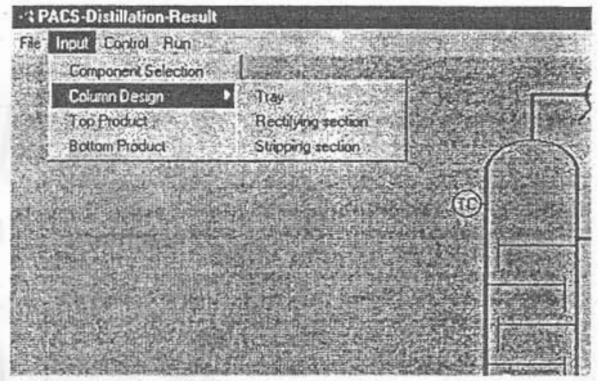 PACS-Distillation-Result
File Input Control Run
Component Selection
Column Design
Top Product
Bottom Product
Tray
Rectifying section
Stripping section
TC